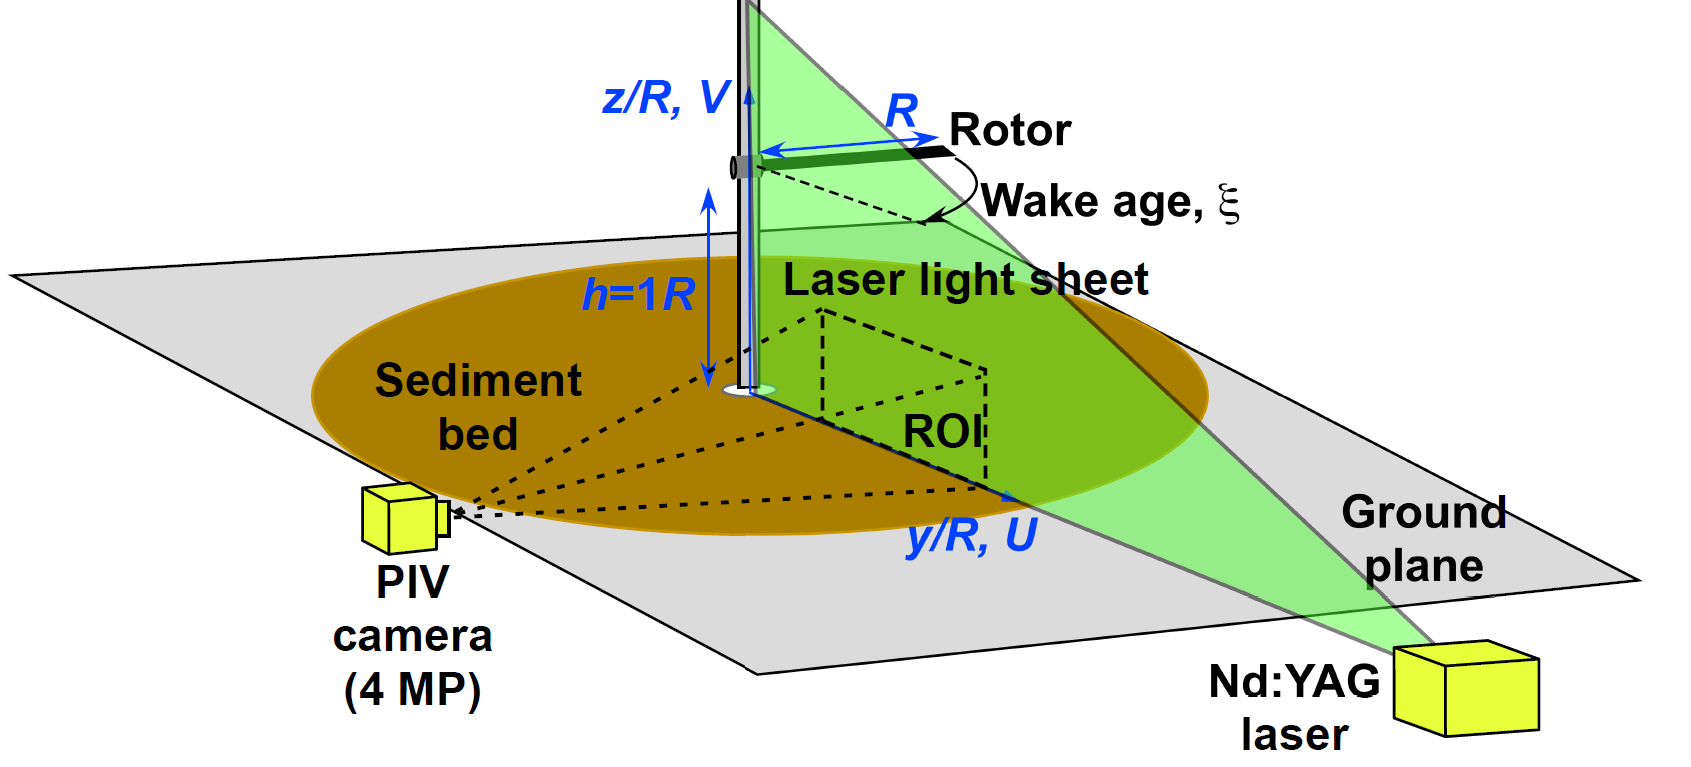 z/R, V
R
Rotor
Wake age, ξ
Laser light sheet
h=1R
Sediment
bed
ROI
y/R, U
Ground
plane
PIV
camera
(4 MP)
Nd:YAG
laser